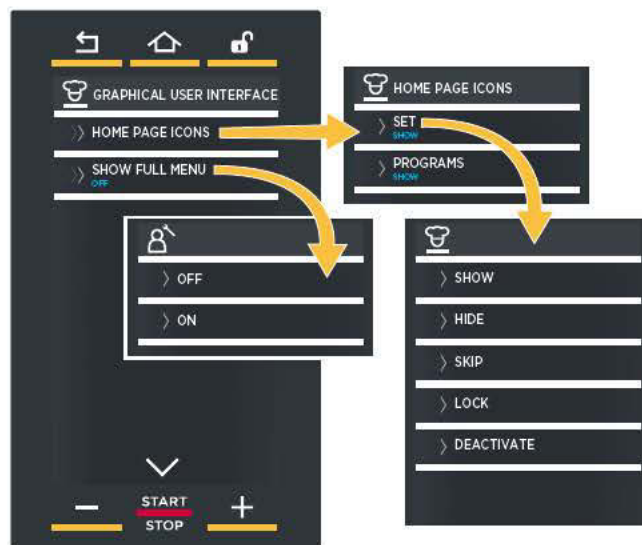 GRAPHICAL USER INTERFACE
HOME PAGE ICONS
SHOW FULL MENU
OFF
HOME PAGE ICONS
SET
SHOW
PROGRAMS
SHOW
OFF
ON
SHOW
HIDE
SKIP
LOCK
DEACTIVATE
START
STOP